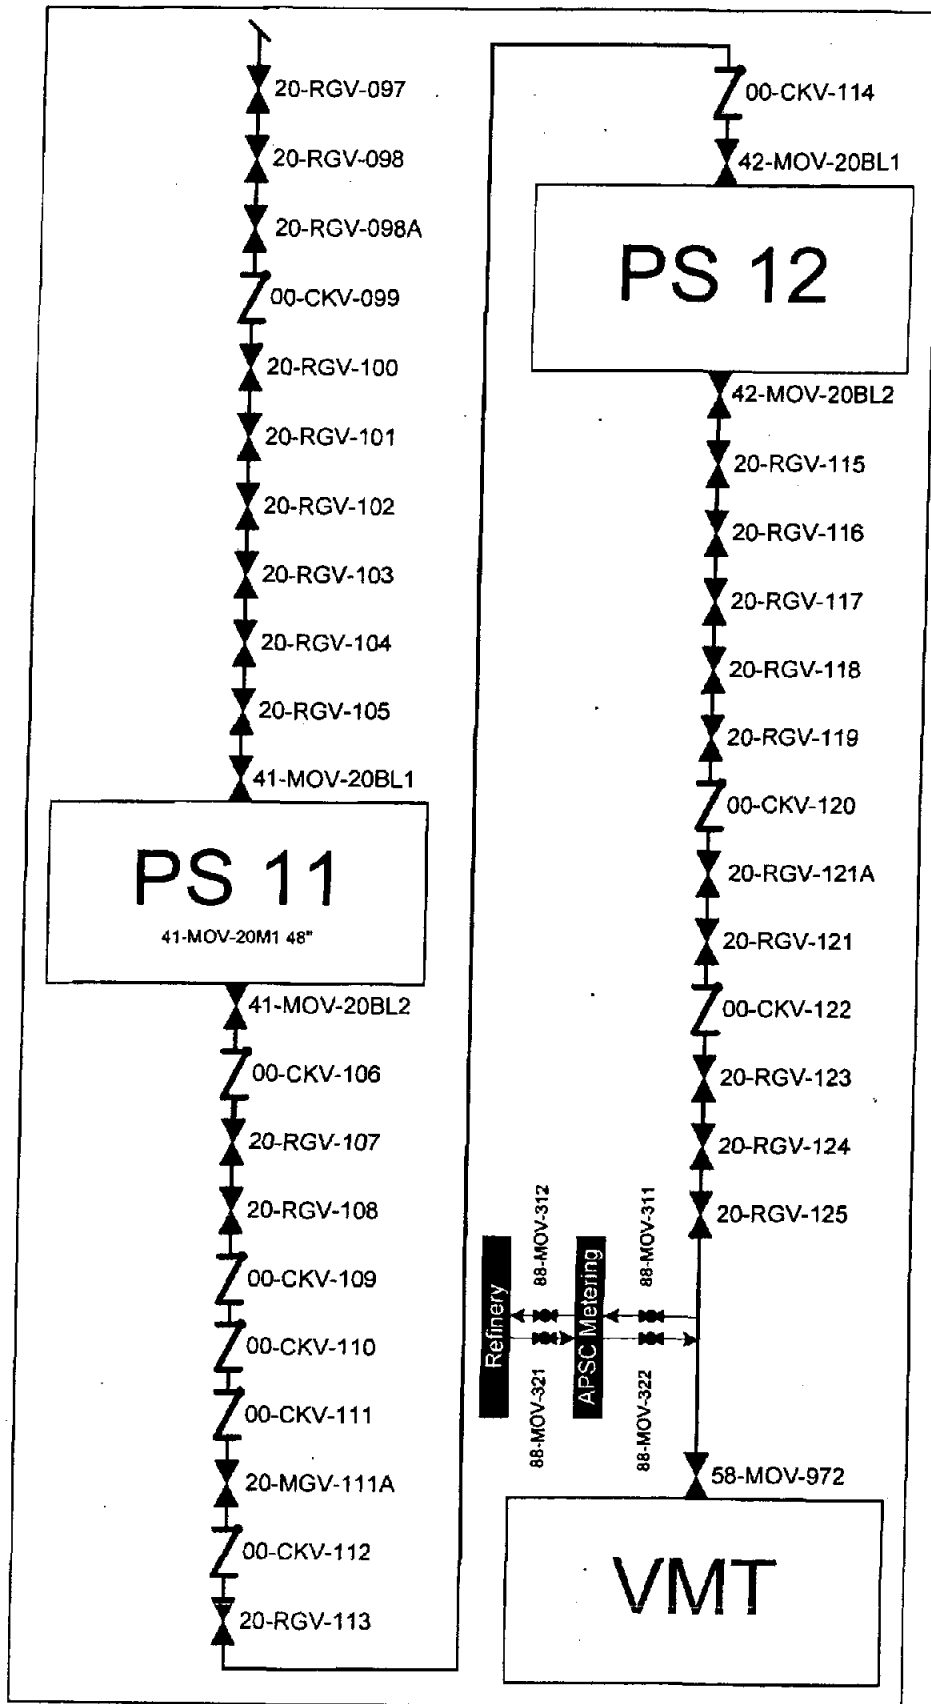 20-RGV-097
20-RGV-098
20-RGV-098A
00-CKV-099
20-RGV-100
20-RGV-101
20-RGV-102
20-RGV-103
20-RGV-104
20-RGV-105
41-MOV-20BL1
PS 11
41-MOV-20M1 48"
41-MOV-20BL2
00-CKV-106
20-RGV-107
20-RGV-108
00-CKV-109
00-CKV-110
00-CKV-111
20-MGV-111A
00-CKV-112
20-RGV-113
00-CKV-114
42-MOV-20BL1
PS 12
42-MOV-20BL2
20-RGV-115
20-RGV-116
20-RGV-117
20-RGV-118
20-RGV-119
00-CKV-120
20-RGV-121A
20-RGV-121
00-CKV-122
20-RGV-123
20-RGV-124
20-RGV-125
88-MOV-312
88-MOV-311
Refinery
APSC Metering
88-MOV-321
88-MOV-322
58-MOV-972
VMT